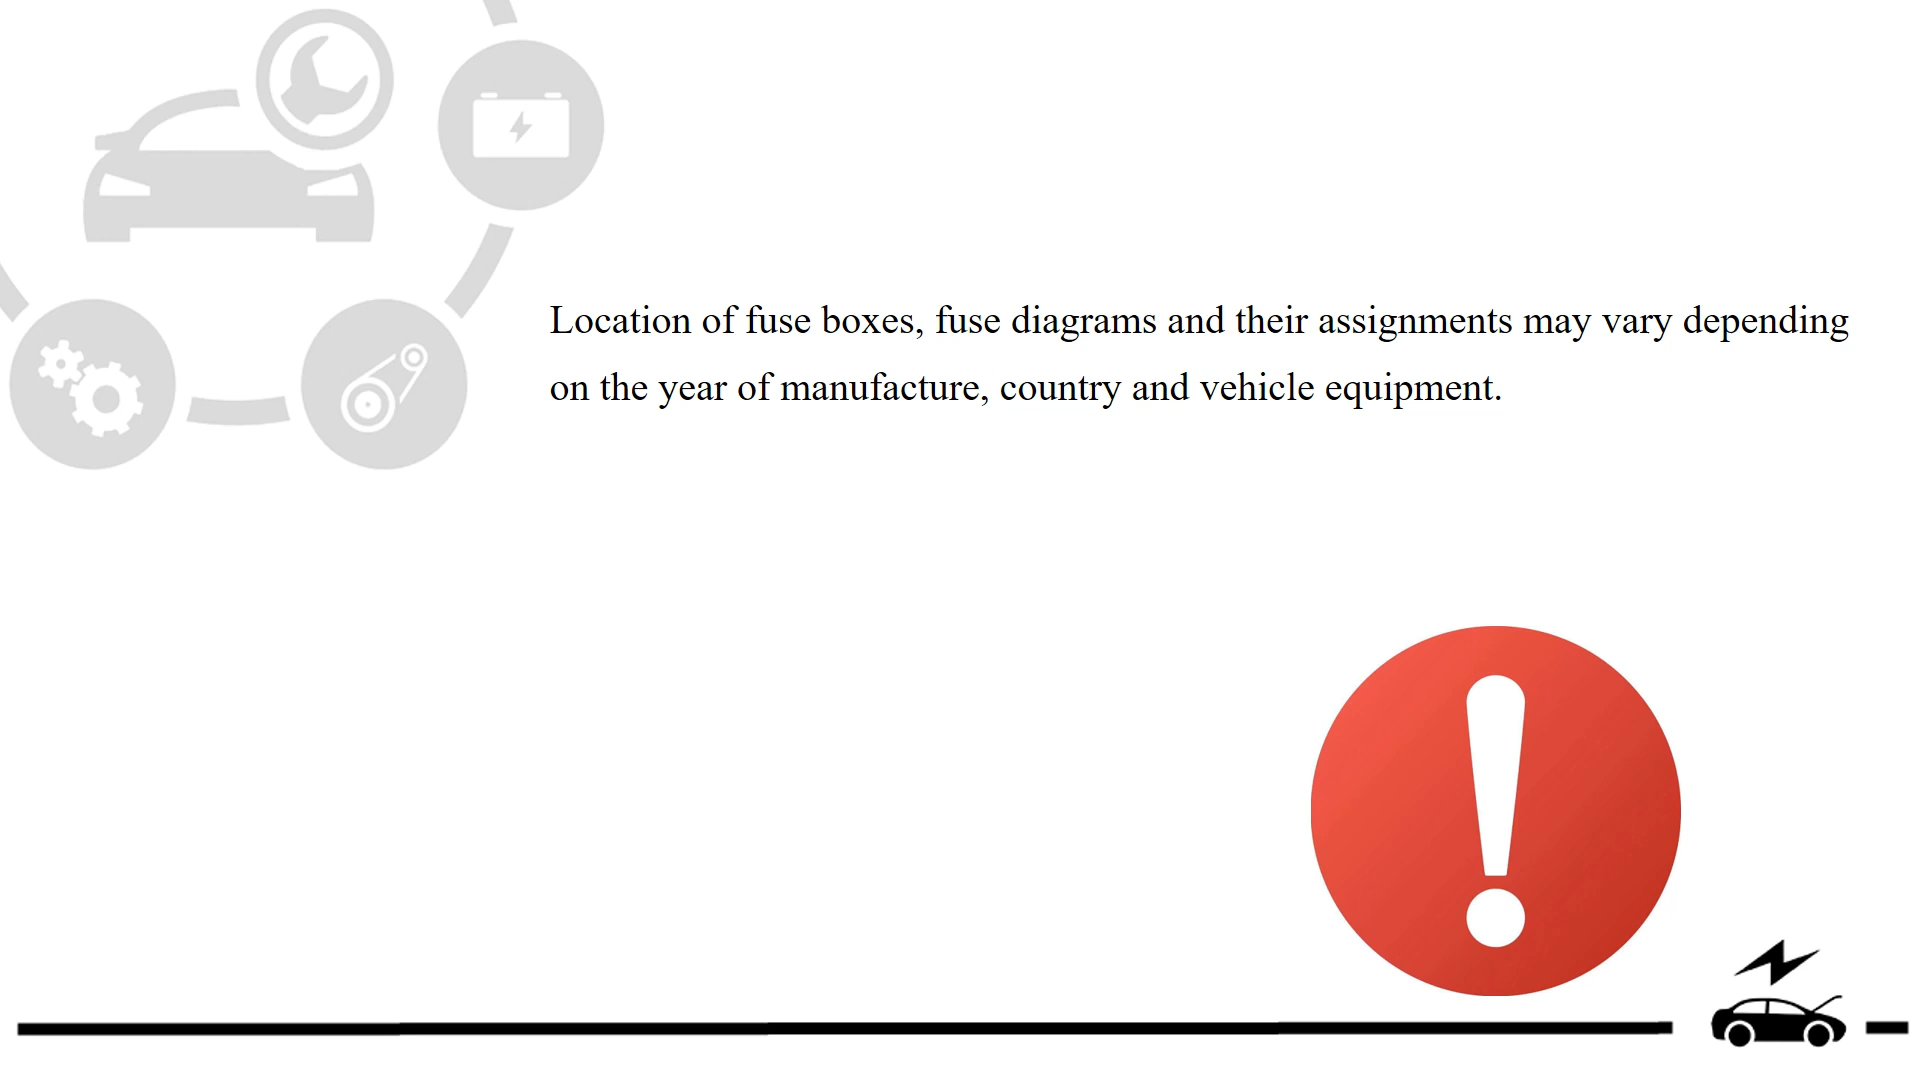 Location of fuse boxes, fuse diagrams and their assignments may vary depending
on the year of manufacture, country and vehicle equipment.